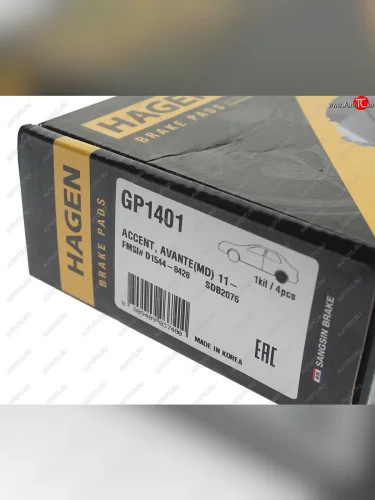 HAGEN
BRAKE PADS
HAGEN
BRAKE PADS
GP1401
ACCENT, AVANTE(MD) 11-
FMSI# D1544-8428 SDB2076
1kit / 4pcs
MADE IN KOREA
EAC
SANGSIN BRAKE